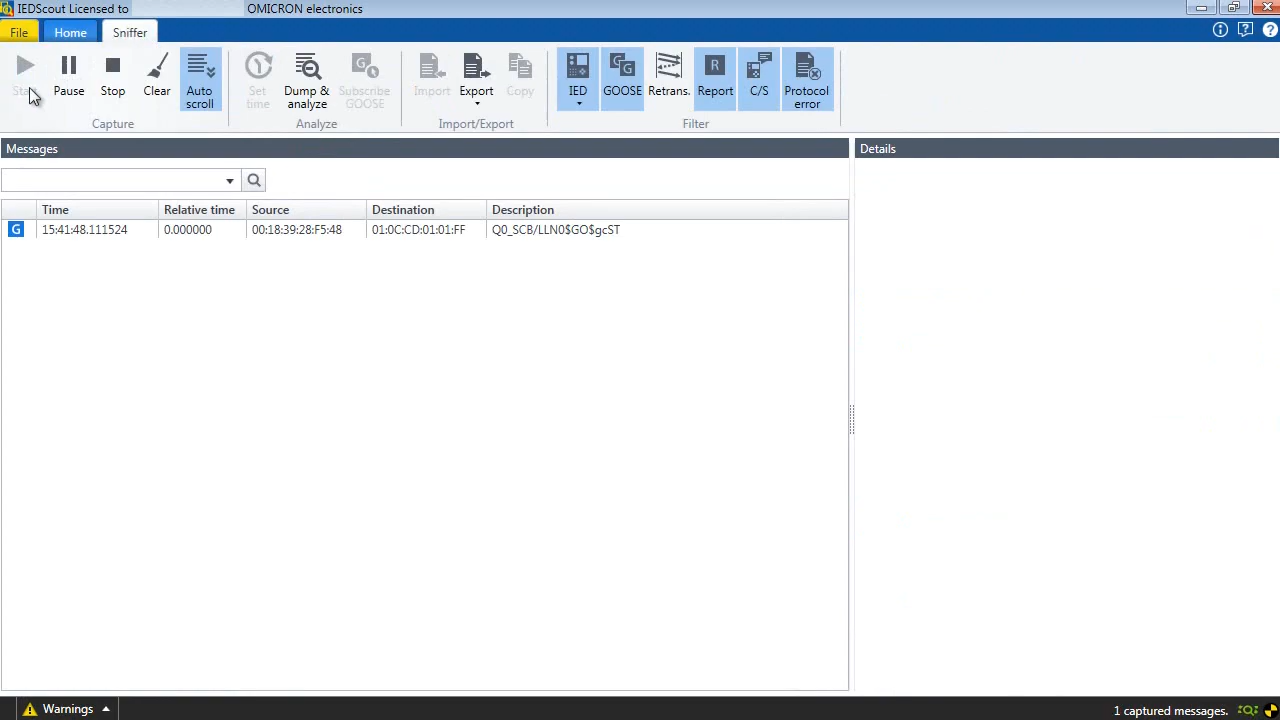 IEDScout Licensed to OMICRON electronics
File Home Sniffer
Start Pause Stop Clear Auto scroll Set time Dump & analyze Subscribe GOOSE Import Export Copy IED GOOSE Retrans. Report C/S Protocol error
Capture Analyze Import/Export Filter
Messages Details
Time Relative time Source Destination Description
G 15:41:48.111524 0.000000 00:18:39:28:F5:48 01:0C:CD:01:01:FF Q0_SCB/LLN0$GO$gcST
Warnings 1 captured messages.